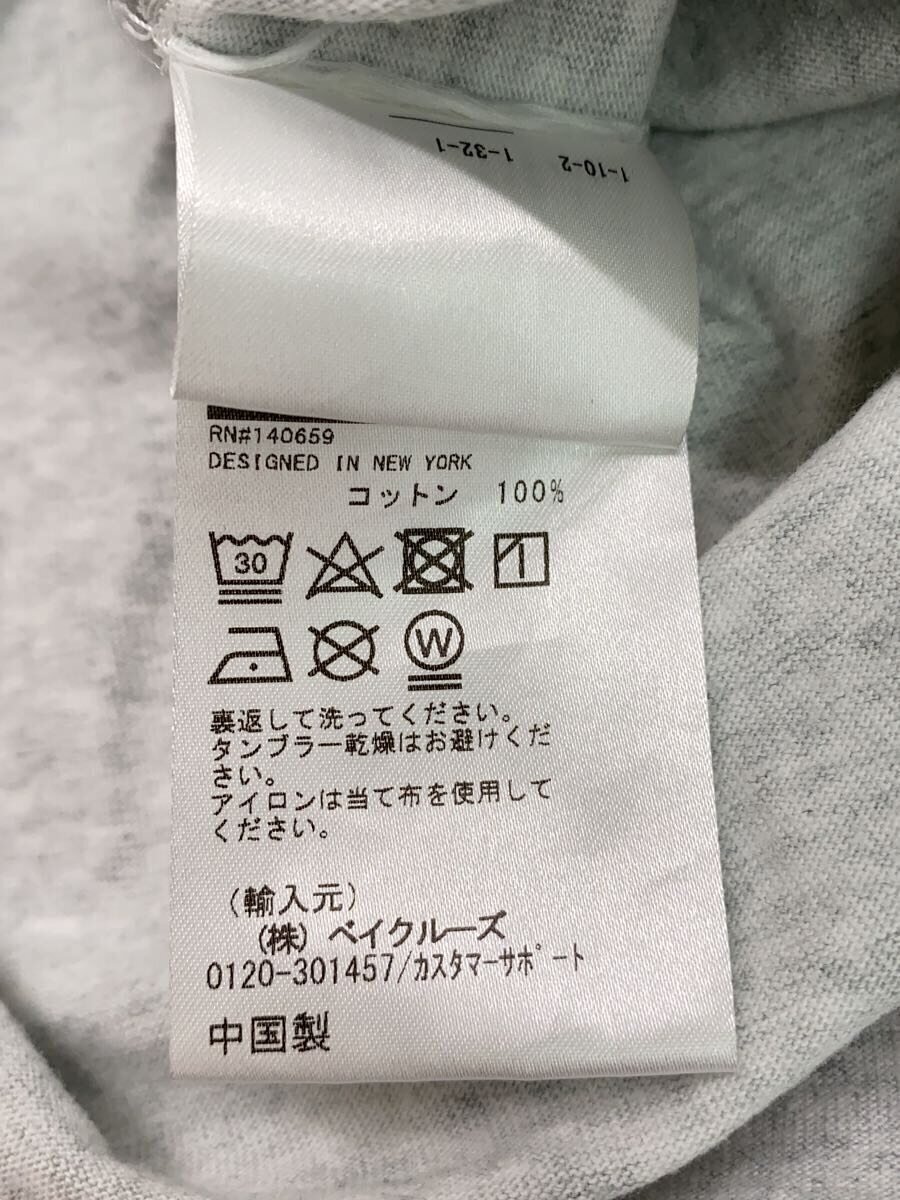 1-10-2
1-32-1
RN#140659
DESIGNED IN NEW YORK
コットン 100%
30
W
裏返して洗ってください。
タンブラー乾燥はお避けくだ
さい。
アイロンは当て布を使用して
ください。
(輸入元)
(株) ベイクルーズ
0120-301457/カスタマーサポート
中国製